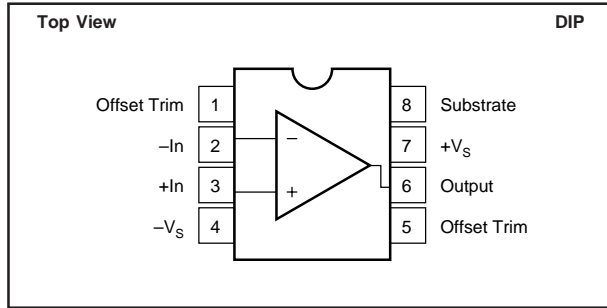 Top View DIP
Offset Trim 1 8 Substrate
–In 2 – 7 +VS
+In 3 + 6 Output
–VS 4 5 Offset Trim